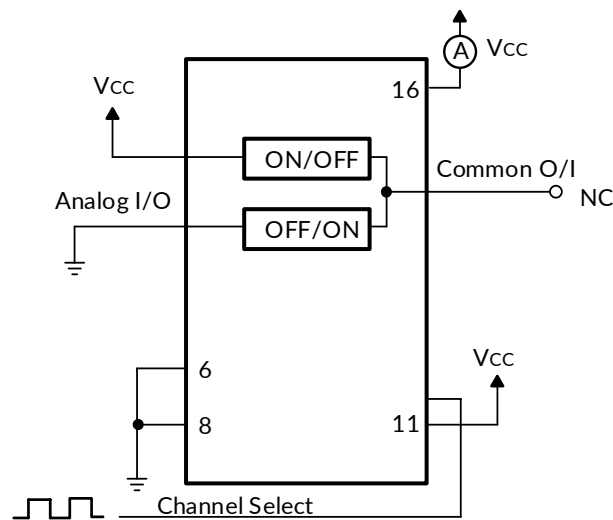 A
VCC
16
VCC
ON/OFF
Common O/I
Analog I/O
NC
OFF/ON
6
VCC
8
11
Channel Select